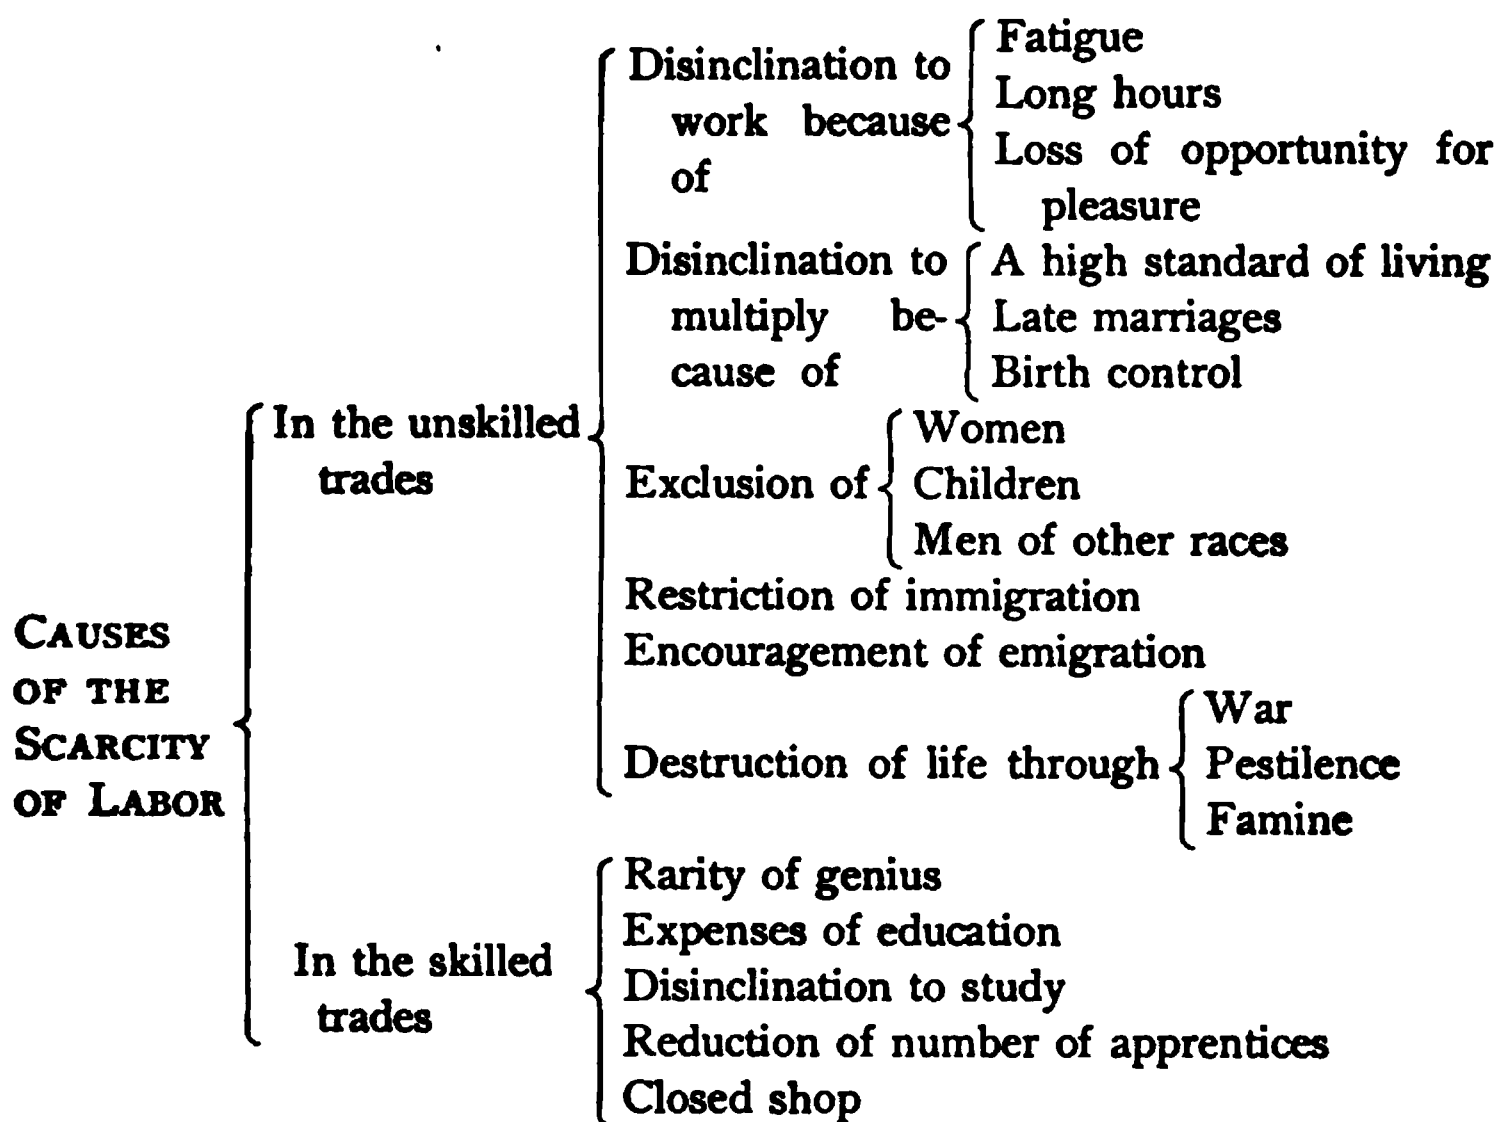 CAUSES
OF THE
SCARCITY
OF LABOR
In the unskilled
trades
Disinclination to
work because
of
Fatigue
Long hours
Loss of opportunity for
pleasure
Disinclination to
multiply be-
cause of
A high standard of living
Late marriages
Birth control
Exclusion of
Women
Children
Men of other races
Restriction of immigration
Encouragement of emigration
Destruction of life through
War
Pestilence
Famine
In the skilled
trades
Rarity of genius
Expenses of education
Disinclination to study
Reduction of number of apprentices
Closed shop